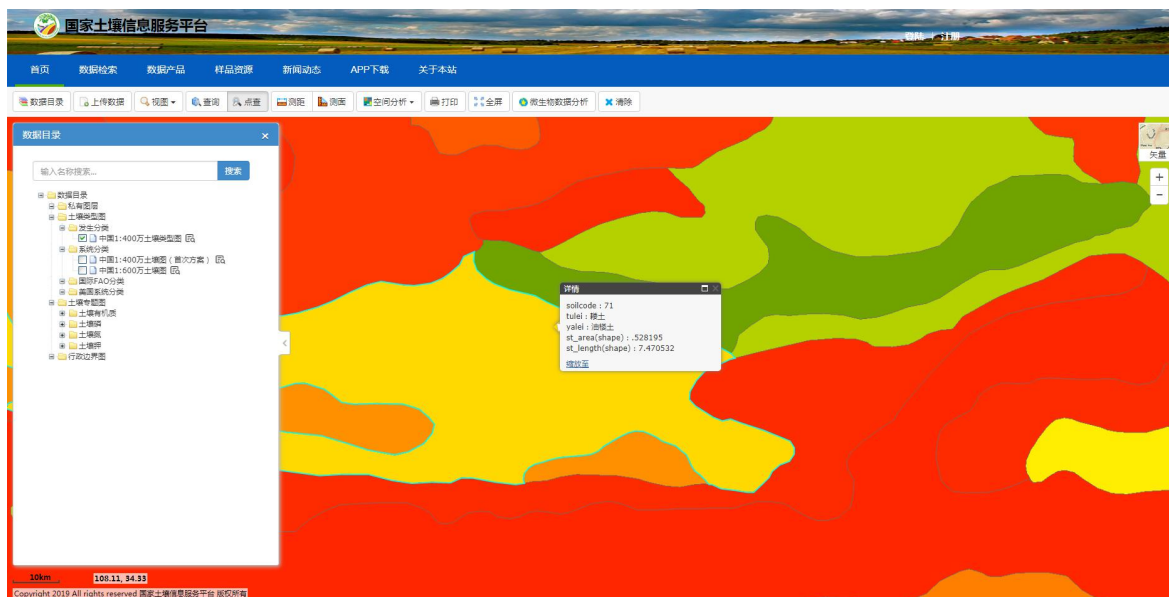 国家土壤信息服务平台
登陆 | 注册
首页 数据检索 数据产品 样品资源 新闻动态 APP下载 关于本站
数据目录 上传数据 视图 查询 点查 测距 测面 空间分析 打印 全屏 微生物数据分析 清除
数据目录 ×
输入名称搜索... 搜索
数据目录
私有图层
土壤类型图
发生分类
中国1:400万土壤类型图
系统分类
中国1:400万土壤图（首次方案）
中国1:600万土壤图
国际FAO分类
美国系统分类
土壤专题图
土壤有机质
土壤磷
土壤氮
土壤钾
行政边界图
矢量
+
−
详情
soilcode : 71
tulei : 塿土
yalei : 油塿土
st_area(shape) : .528195
st_length(shape) : 7.470532
缩放至
10km 108.11, 34.33
Copyright 2019 All rights reserved 国家土壤信息服务平台 版权所有